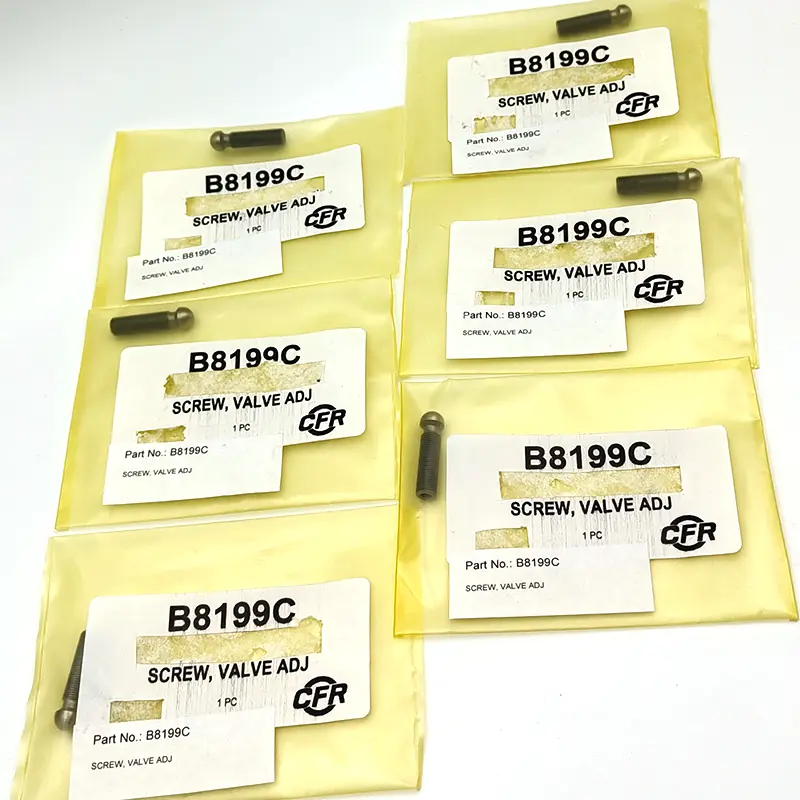 B8199C
SCREW, VALVE ADJ
1 PC
CFR
Part No.: B8199C
SCREW, VALVE ADJ
B8199C
SCREW, VALVE ADJ
1 PC
CFR
Part No.: B8199C
SCREW, VALVE ADJ
B8199C
SCREW, VALVE ADJ
1 PC
CFR
Part No.: B8199C
SCREW, VALVE ADJ
B8199C
SCREW, VALVE ADJ
1 PC
CFR
Part No.: B8199C
SCREW, VALVE ADJ
B8199C
SCREW, VALVE ADJ
1 PC
CFR
Part No.: B8199C
SCREW, VALVE ADJ
B8199C
SCREW, VALVE ADJ
1 PC
CFR
Part No.: B8199C
SCREW, VALVE ADJ